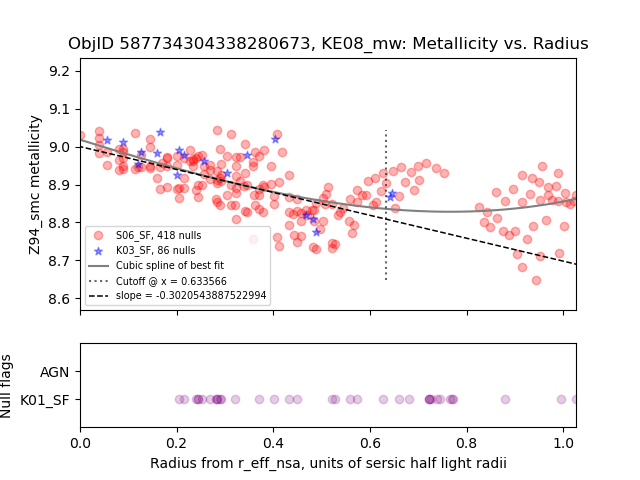 ObjID 587734304338280673, KE08_mw: Metallicity vs. Radius
9.2
9.1
9.0
8.9
8.8
8.7
8.6
Z94_smc metallicity
S06_SF, 418 nulls
K03_SF, 86 nulls
Cubic spline of best fit
Cutoff @ x = 0.633566
slope = -0.3020543887522994
Null flags
AGN
K01_SF
0.0 0.2 0.4 0.6 0.8 1.0
Radius from r_eff_nsa, units of sersic half light radii